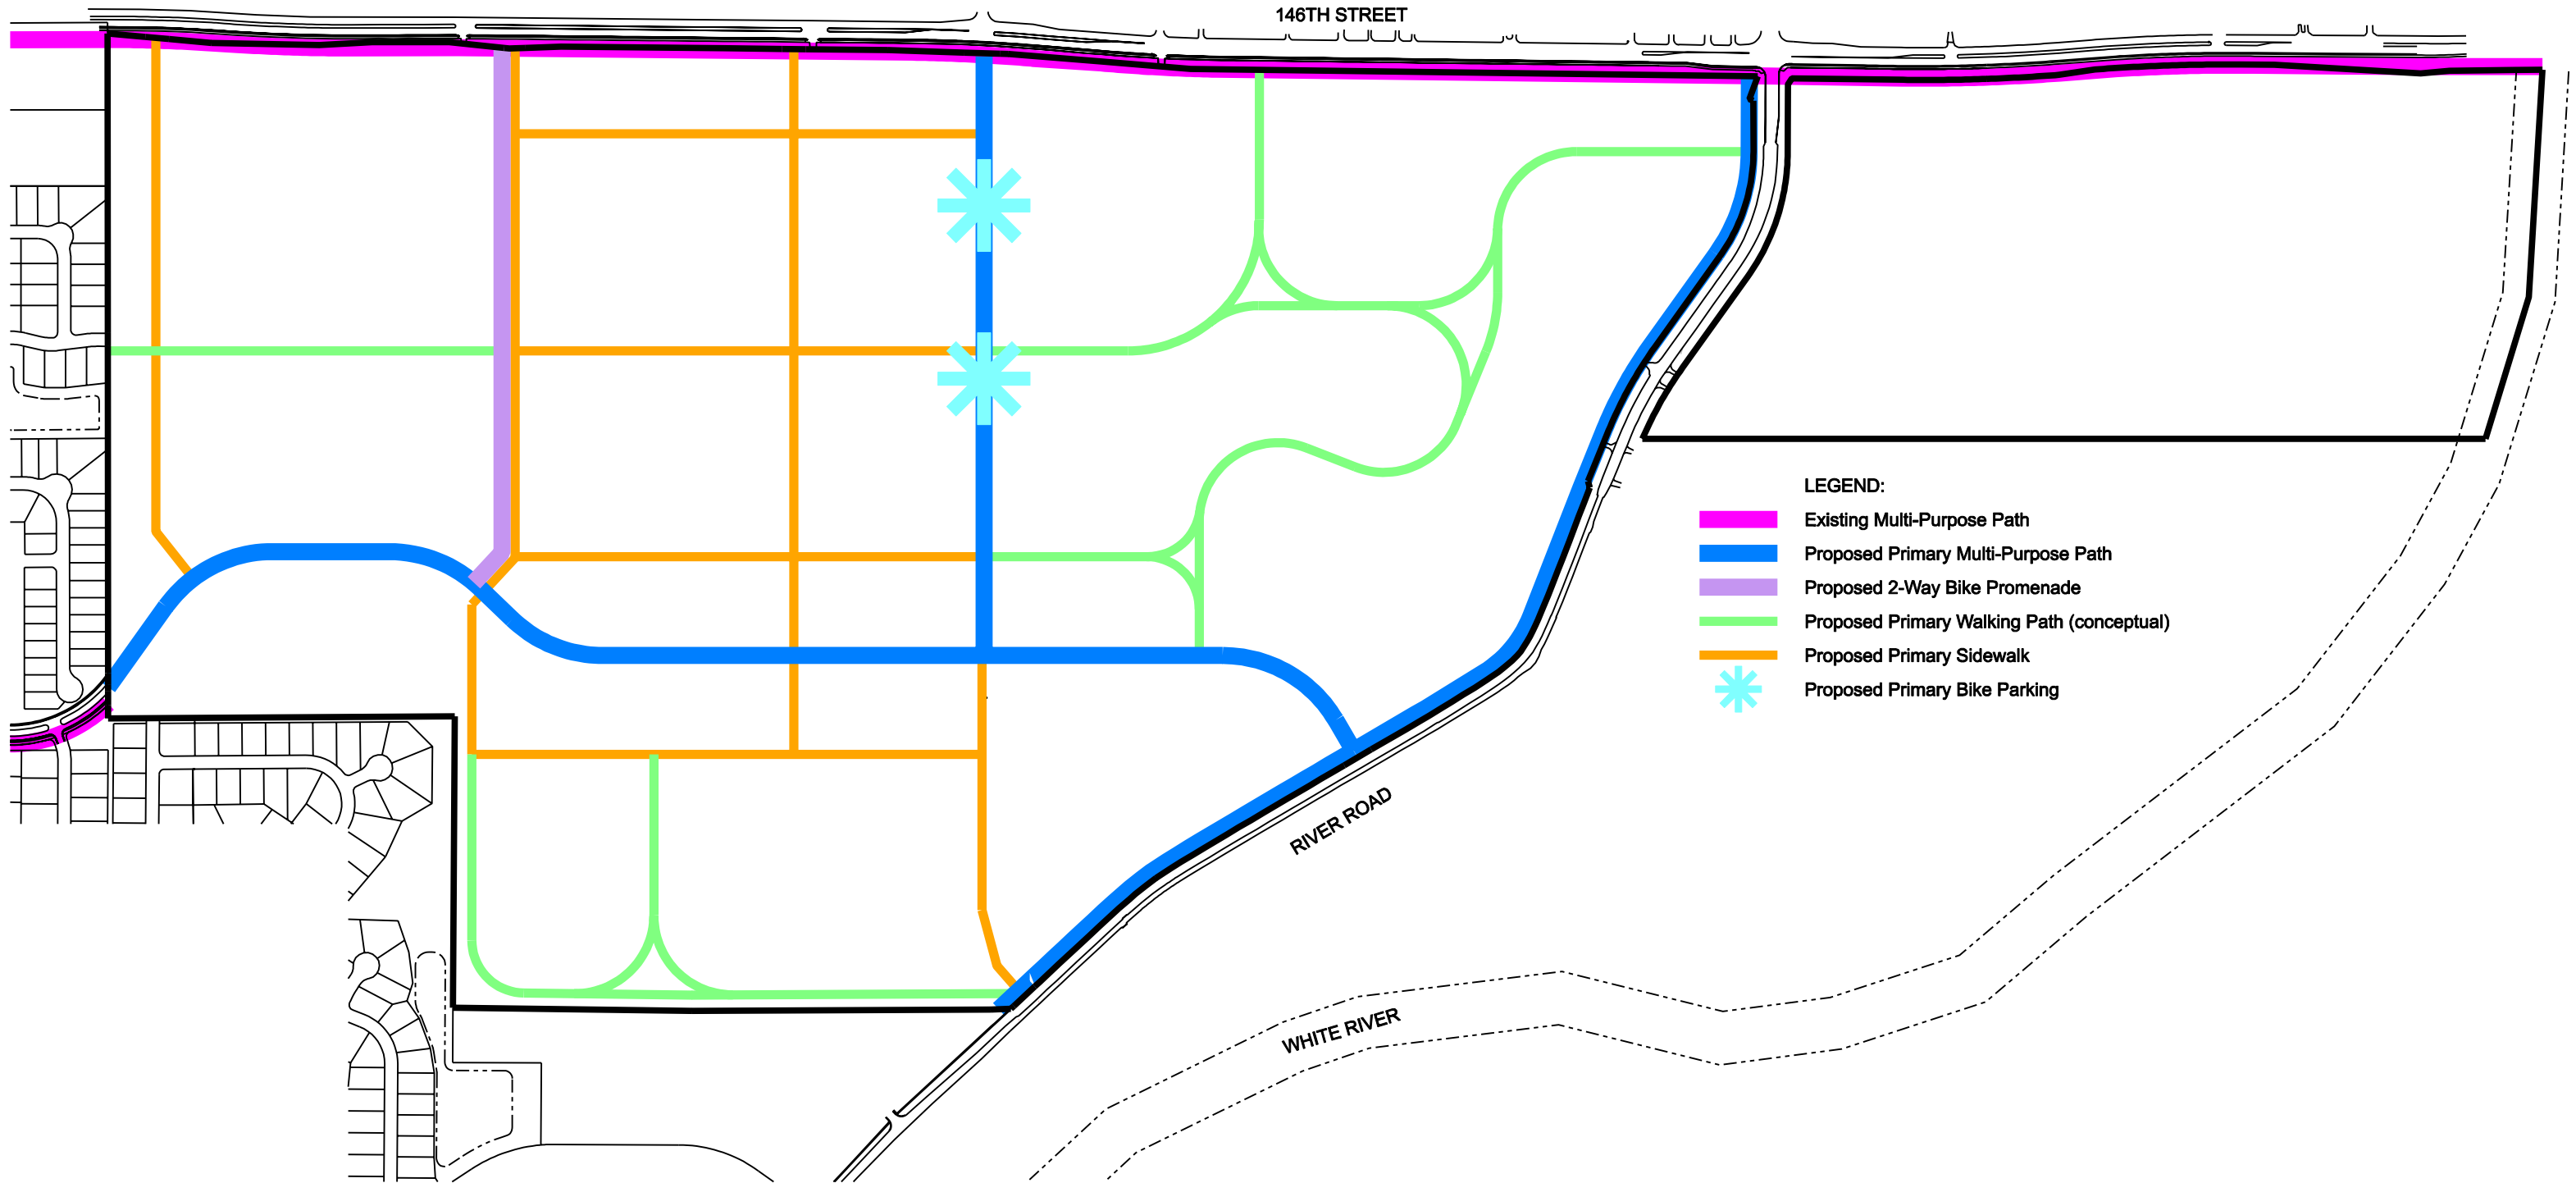 146TH STREET
LEGEND:
Existing Multi-Purpose Path
Proposed Primary Multi-Purpose Path
Proposed 2-Way Bike Promenade
Proposed Primary Walking Path (conceptual)
Proposed Primary Sidewalk
Proposed Primary Bike Parking
RIVER ROAD
WHITE RIVER